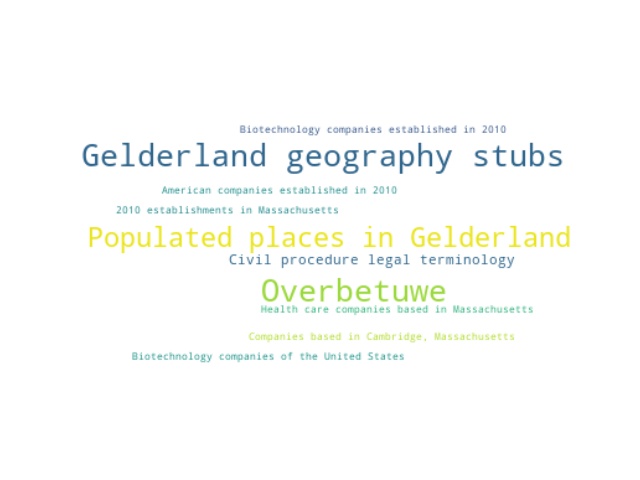 Biotechnology companies established in 2010
Gelderland geography stubs
American companies established in 2010
2010 establishments in Massachusetts
Populated places in Gelderland
Civil procedure legal terminology
Overbetuwe
Health care companies based in Massachusetts
Companies based in Cambridge, Massachusetts
Biotechnology companies of the United States